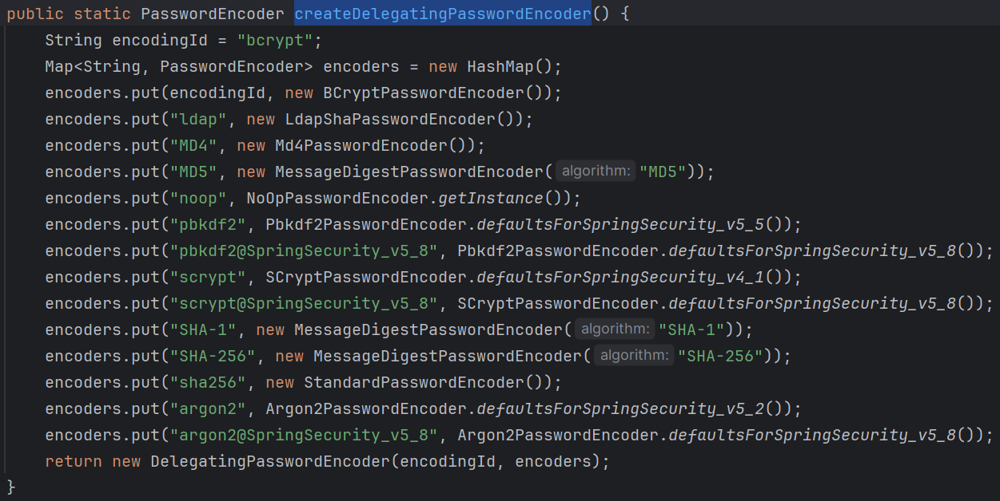 public static PasswordEncoder createDelegatingPasswordEncoder() {
    String encodingId = "bcrypt";
    Map<String, PasswordEncoder> encoders = new HashMap();
    encoders.put(encodingId, new BCryptPasswordEncoder());
    encoders.put("ldap", new LdapShaPasswordEncoder());
    encoders.put("MD4", new Md4PasswordEncoder());
    encoders.put("MD5", new MessageDigestPasswordEncoder( algorithm: "MD5"));
    encoders.put("noop", NoOpPasswordEncoder.getInstance());
    encoders.put("pbkdf2", Pbkdf2PasswordEncoder.defaultsForSpringSecurity_v5_5());
    encoders.put("pbkdf2@SpringSecurity_v5_8", Pbkdf2PasswordEncoder.defaultsForSpringSecurity_v5_8());
    encoders.put("scrypt", SCryptPasswordEncoder.defaultsForSpringSecurity_v4_1());
    encoders.put("scrypt@SpringSecurity_v5_8", SCryptPasswordEncoder.defaultsForSpringSecurity_v5_8());
    encoders.put("SHA-1", new MessageDigestPasswordEncoder( algorithm: "SHA-1"));
    encoders.put("SHA-256", new MessageDigestPasswordEncoder( algorithm: "SHA-256"));
    encoders.put("sha256", new StandardPasswordEncoder());
    encoders.put("argon2", Argon2PasswordEncoder.defaultsForSpringSecurity_v5_2());
    encoders.put("argon2@SpringSecurity_v5_8", Argon2PasswordEncoder.defaultsForSpringSecurity_v5_8());
    return new DelegatingPasswordEncoder(encodingId, encoders);
}